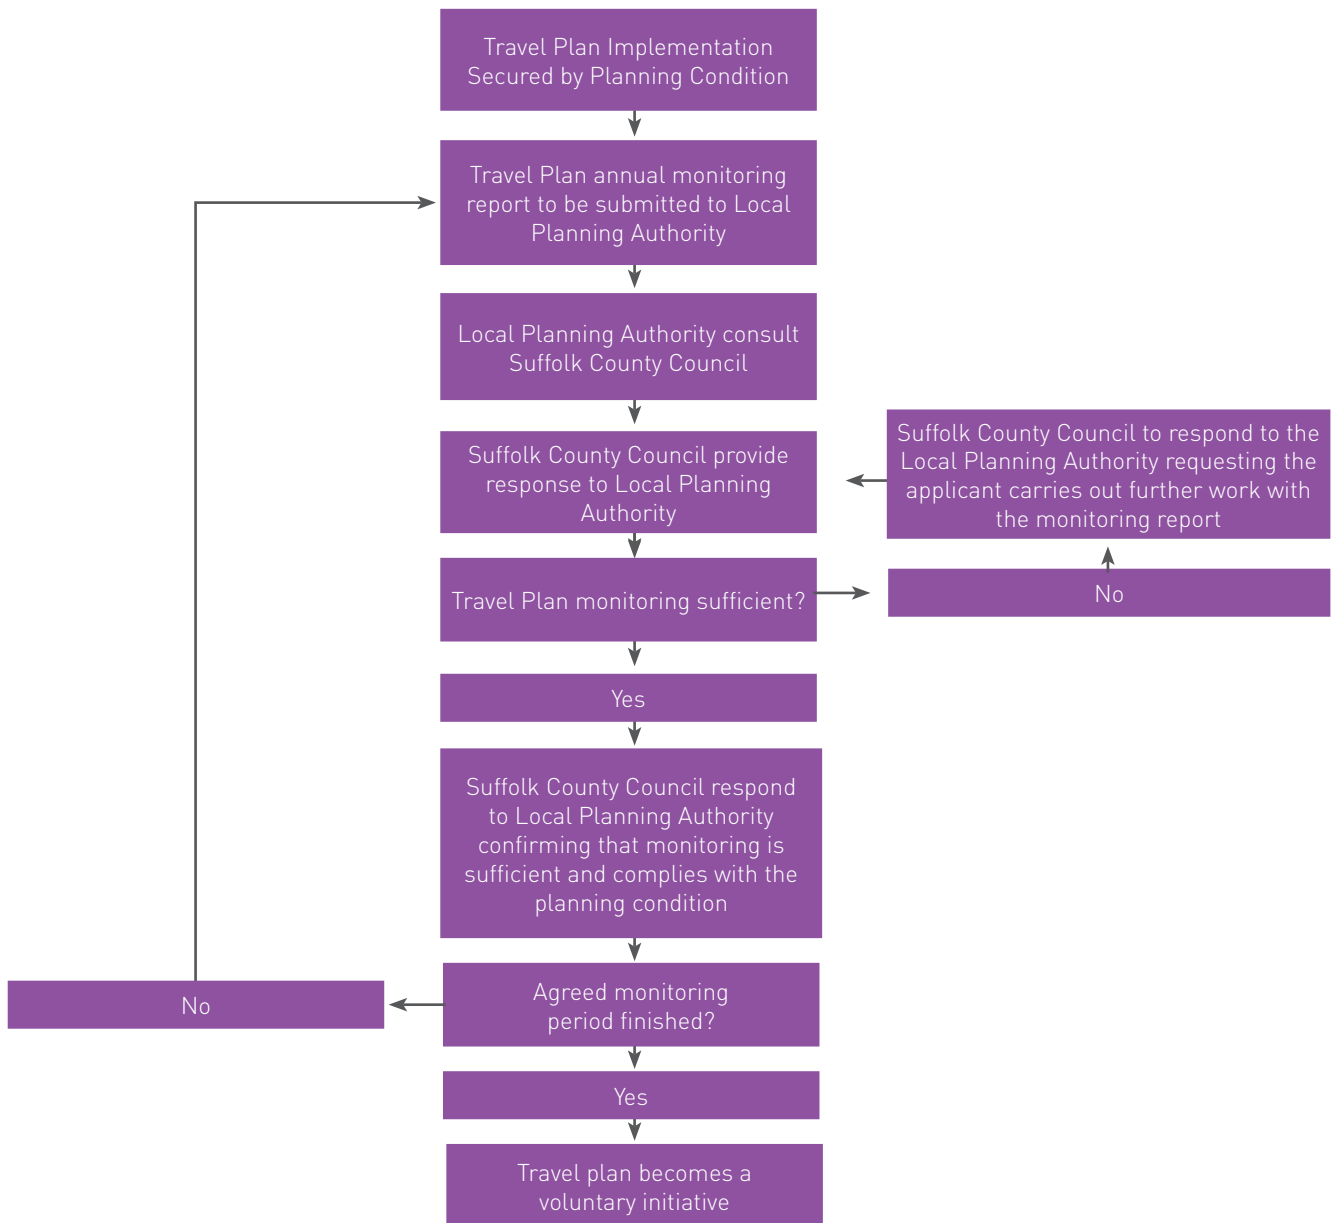 Travel Plan Implementation
Secured by Planning Condition
Travel Plan annual monitoring
report to be submitted to Local
Planning Authority
Local Planning Authority consult
Suffolk County Council
Suffolk County Council provide
response to Local Planning
Authority
Suffolk County Council to respond to the
Local Planning Authority requesting the
applicant carries out further work with
the monitoring report
Travel Plan monitoring sufficient?
No
Yes
Suffolk County Council respond
to Local Planning Authority
confirming that monitoring is
sufficient and complies with the
planning condition
Agreed monitoring
period finished?
No
Yes
Travel plan becomes a
voluntary initiative